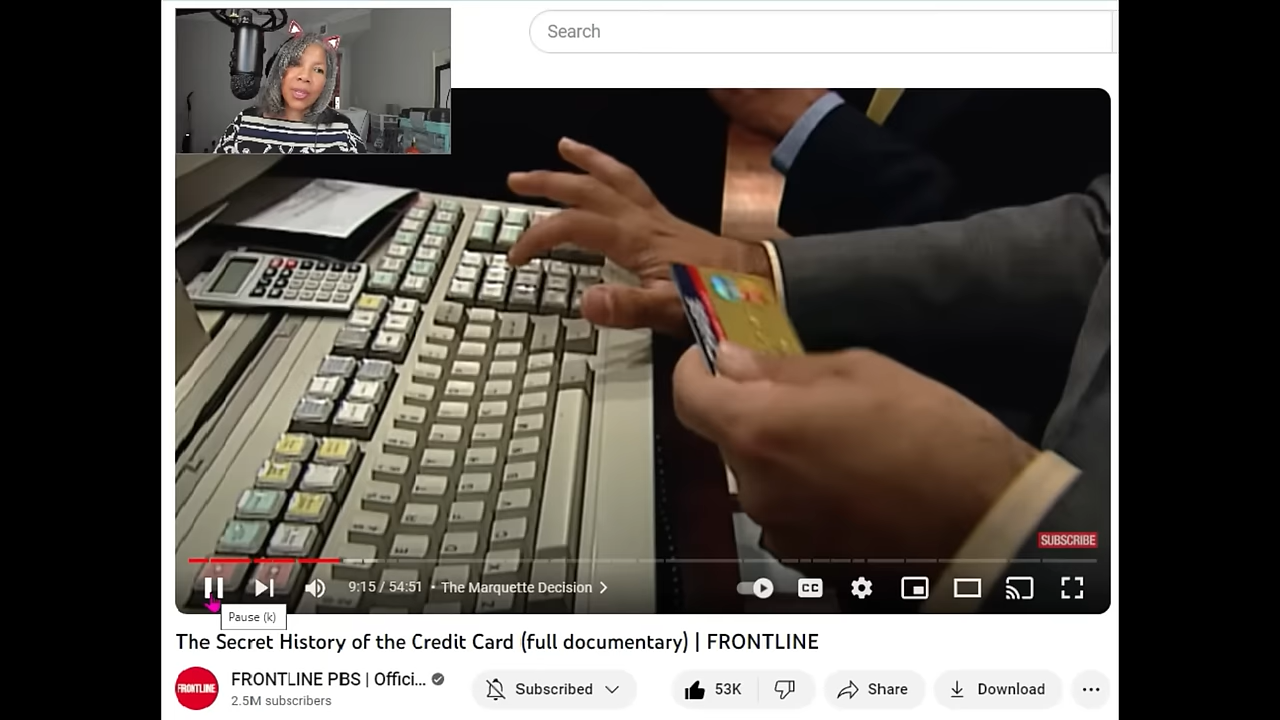 Search
SUBSCRIBE
9:15 / 54:51 • The Marquette Decision >
CC
Pause (k)
The Secret History of the Credit Card (full documentary) | FRONTLINE
FRONTLINE
FRONTLINE PBS | Offici...
2.5M subscribers
Subscribed
53K
Share
Download